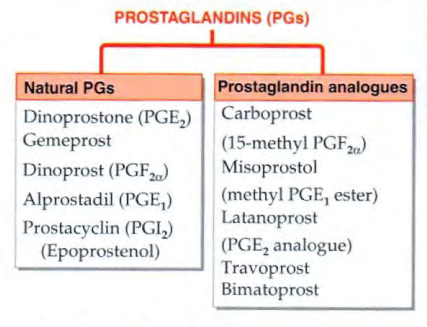 PROSTAGLANDINS (PGs)
Natural PGs
Dinoprostone (PGE₂)
Gemeprost
Dinoprost (PGF₂α)
Alprostadil (PGE₁)
Prostacyclin (PGI₂)
(Epoprostenol)
Prostaglandin analogues
Carboprost
(15-methyl PGF₂α)
Misoprostol
(methyl PGE₁ ester)
Latanoprost
(PGE₂ analogue)
Travoprost
Bimatoprost